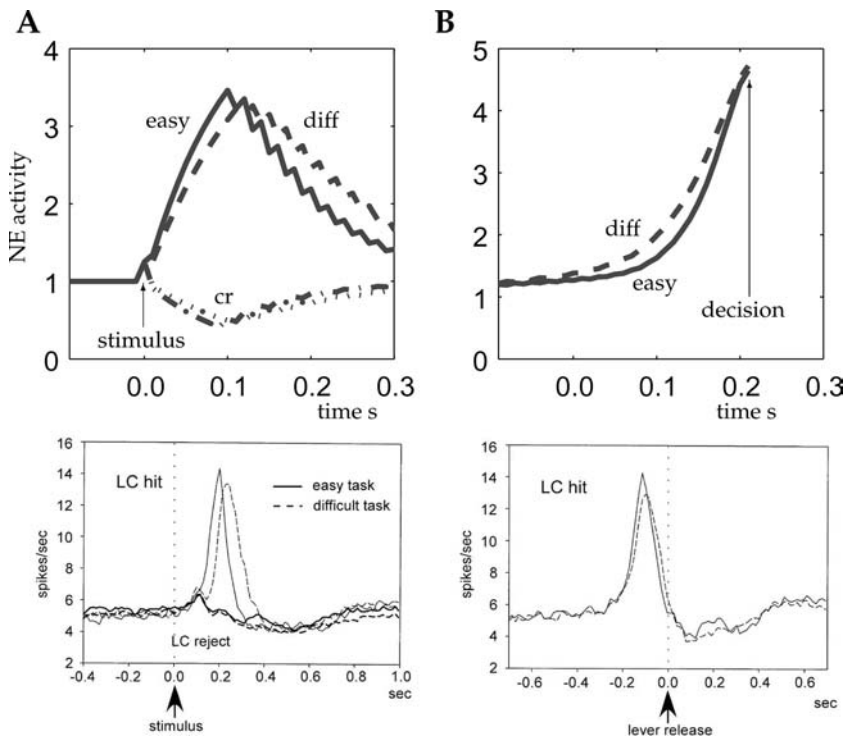 A
4
3
2
1
0
NE activity
easy
diff
cr
stimulus
0.0 0.1 0.2 0.3
time s
B
5
4
3
2
1
0
diff
easy
decision
0.0 0.1 0.2 0.3
time s
16
14
12
10
8
6
4
2
spikes/sec
LC hit
easy task
difficult task
LC reject
-0.4 -0.2 0.0 0.2 0.4 0.6 0.8 1.0
sec
stimulus
16
14
12
10
8
6
4
2
spikes/sec
LC hit
-0.6 -0.4 -0.2 0.0 0.2 0.4 0.6
sec
lever release